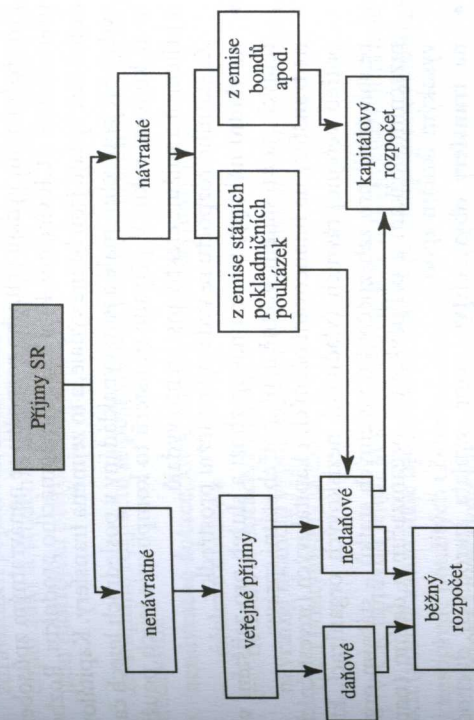 Příjmy SR
nenávratné
návratné
veřejné příjmy
z emise státních
pokladničních
poukázek
z emise
bondů
apod.
daňové
nedaňové
kapitálový
rozpočet
běžný
rozpočet